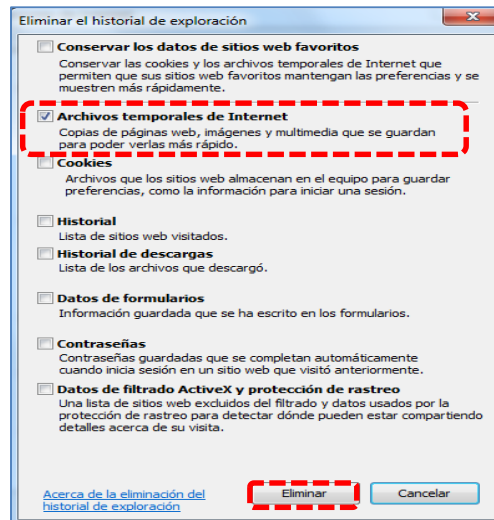 Eliminar el historial de exploración
Conservar los datos de sitios web favoritos
Conservar las cookies y los archivos temporales de Internet que
permiten que sus sitios web favoritos mantengan las preferencias y se
muestren más rápidamente.
Archivos temporales de Internet
Copias de páginas web, imágenes y multimedia que se guardan
para poder verlas más rápido.
Cookies
Archivos que los sitios web almacenan en el equipo para guardar
preferencias, como la información para iniciar una sesión.
Historial
Lista de sitios web visitados.
Historial de descargas
Lista de los archivos que descargó.
Datos de formularios
Información guardada que se ha escrito en los formularios.
Contraseñas
Contraseñas guardadas que se completan automáticamente
cuando inicia sesión en un sitio web que visitó anteriormente.
Datos de filtrado ActiveX y protección de rastreo
Una lista de sitios web excluidos del filtrado y datos usados por la
protección de rastreo para detectar dónde pueden estar compartiendo
detalles acerca de su visita.
Acerca de la eliminación del
historial de exploración
Eliminar
Cancelar